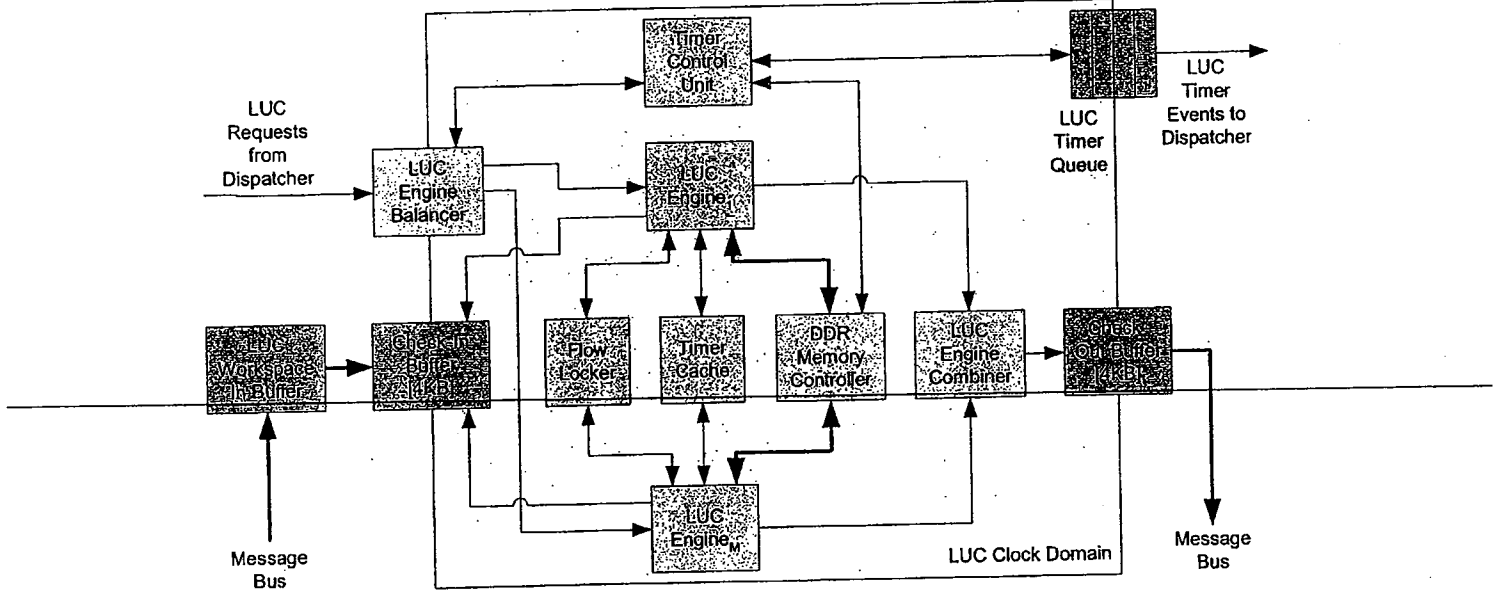 Timer
Control
Unit
LUC
Timer
Events to
Dispatcher
LUC
Timer
Queue
LUC
Requests
from
Dispatcher
LUC
Engine
Balancer
LUC
Engine
LUC
Workspace
In Buffer
Check-In
Buffer
[4kB]
Flow
Locker
Timer
Cache
DDR
Memory
Controller
LUC
Engine
Combiner
Check
Out Buffer
[4kB]
LUC
EngineM
Message
Bus
LUC Clock Domain
Message
Bus